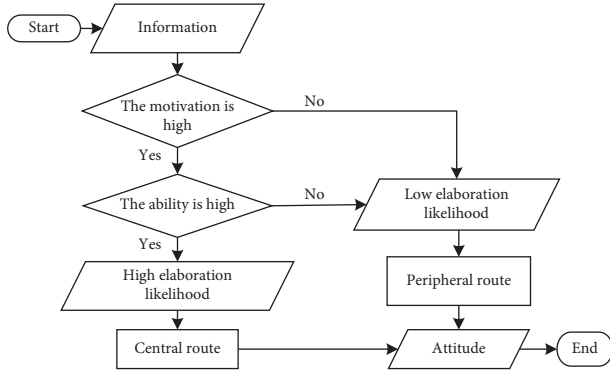 Start
Information
The motivation is
high
No
Yes
The ability is high
No
Low elaboration
likelihood
Yes
High elaboration
likelihood
Peripheral route
Central route
Attitude
End